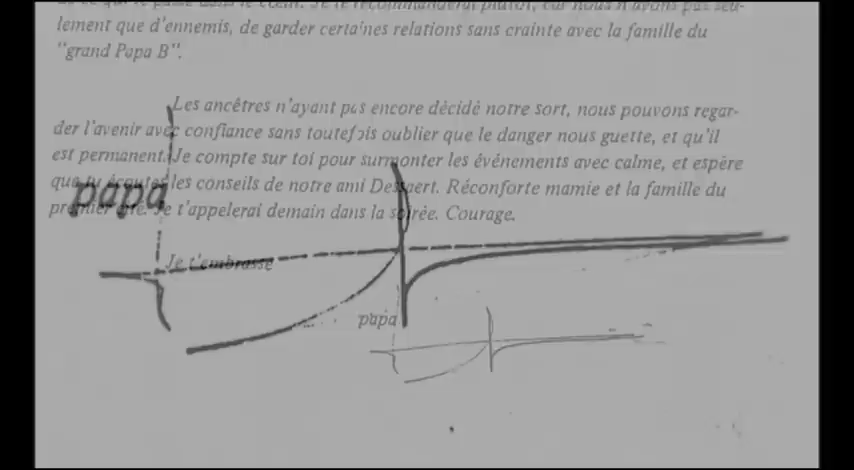 lement que d'ennemis, de garder certaines relations sans crainte avec la famille du
"grand Papa B".
Les ancêtres n'ayant pas encore décidé notre sort, nous pouvons regar-
der l'avenir avec confiance sans toutefois oublier que le danger nous guette, et qu'il
est permanent. Je compte sur toi pour surmonter les événements avec calme, et espère
que tu écoutes les conseils de notre ami Dessaert. Réconforte mamie et la famille du
premier Je t'appelerai demain dans la soirèe. Courage.
papa
Je t'embrasse
papa